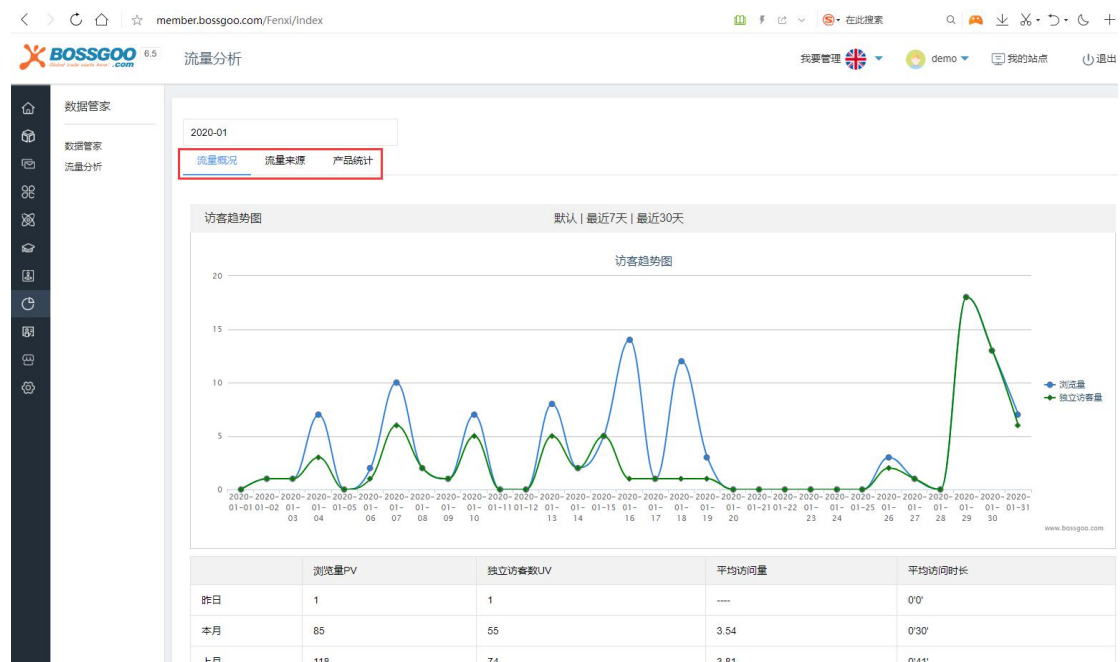 member.bossgoo.com/Fenxi/index
在此搜索
BOSSGOO 6.5
.com
流量分析
我要管理
demo
我的站点
退出
数据管家
数据管家
流量分析
2020-01
流量概况 流量来源 产品统计
访客趋势图 默认 | 最近7天 | 最近30天
访客趋势图
20
15
10
5
0
浏览量
独立访客量
2020-01-01 2020-01-02 2020-01-03 2020-01-04 2020-01-05 2020-01-06 2020-01-07 2020-01-08 2020-01-09 2020-01-10 2020-01-11 2020-01-12 2020-01-13 2020-01-14 2020-01-15 2020-01-16 2020-01-17 2020-01-18 2020-01-19 2020-01-20 2020-01-21 2020-01-22 2020-01-23 2020-01-24 2020-01-25 2020-01-26 2020-01-27 2020-01-28 2020-01-29 2020-01-30 2020-01-31
www.bossgoo.com
浏览量PV 独立访客数UV 平均访问量 平均访问时长
昨日 1 1 ---- 0'0'
本月 85 55 3.54 0'30'
上月 118 74 3.81 0'41'